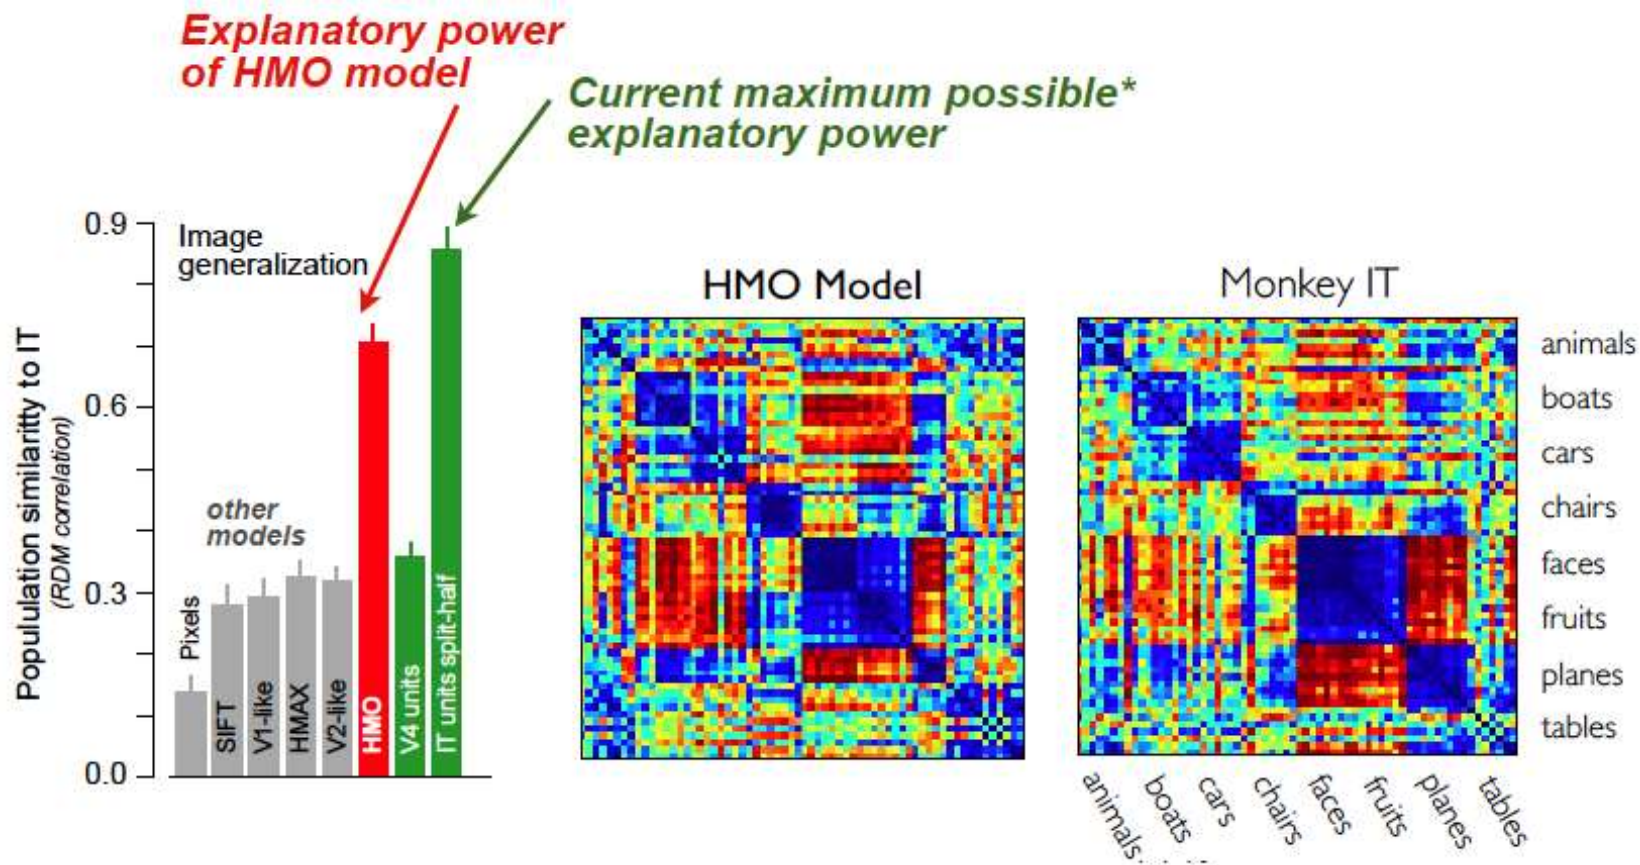 Explanatory power
of HMO model
Current maximum possible*
explanatory power
Popululation similarity to IT
(RDM correlation)
0.9
0.6
0.3
0.0
Image
generalization
other
models
Pixels
SIFT
V1-like
HMAX
V2-like
HMO
V4 units
IT units split-half
HMO Model
Monkey IT
animals
boats
cars
chairs
faces
fruits
planes
tables
animals
boats
cars
chairs
faces
fruits
planes
tables